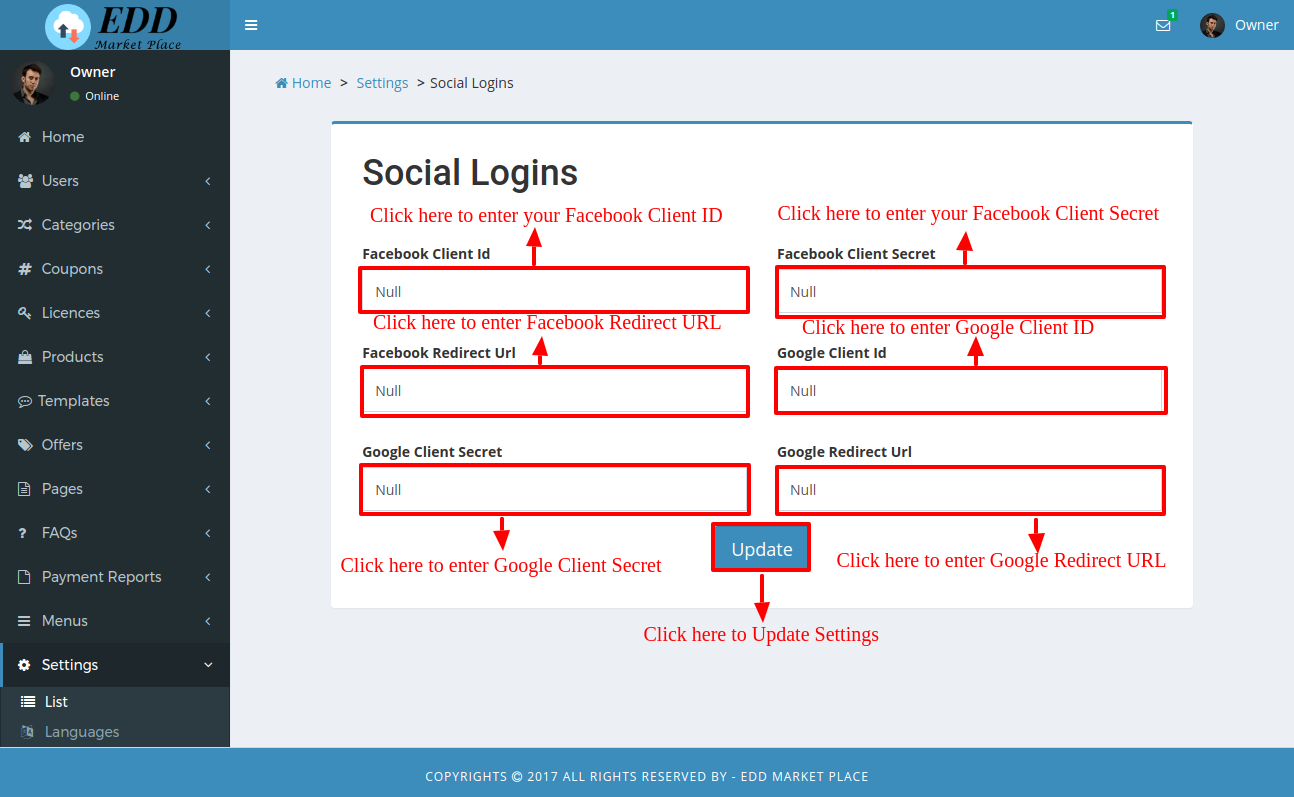 EDD
Market Place
1
Owner
Owner
Online
Home
Users
Categories
Coupons
Licences
Products
Templates
Offers
Pages
FAQs
Payment Reports
Menus
Settings
List
Languages
Home > Settings > Social Logins
Social Logins
Click here to enter your Facebook Client ID
Click here to enter your Facebook Client Secret
Facebook Client Id
Facebook Client Secret
Null
Null
Click here to enter Facebook Redirect URL
Click here to enter Google Client ID
Facebook Redirect Url
Google Client Id
Null
Null
Google Client Secret
Google Redirect Url
Null
Null
Update
Click here to enter Google Client Secret
Click here to enter Google Redirect URL
Click here to Update Settings
COPYRIGHTS © 2017 ALL RIGHTS RESERVED BY - EDD MARKET PLACE